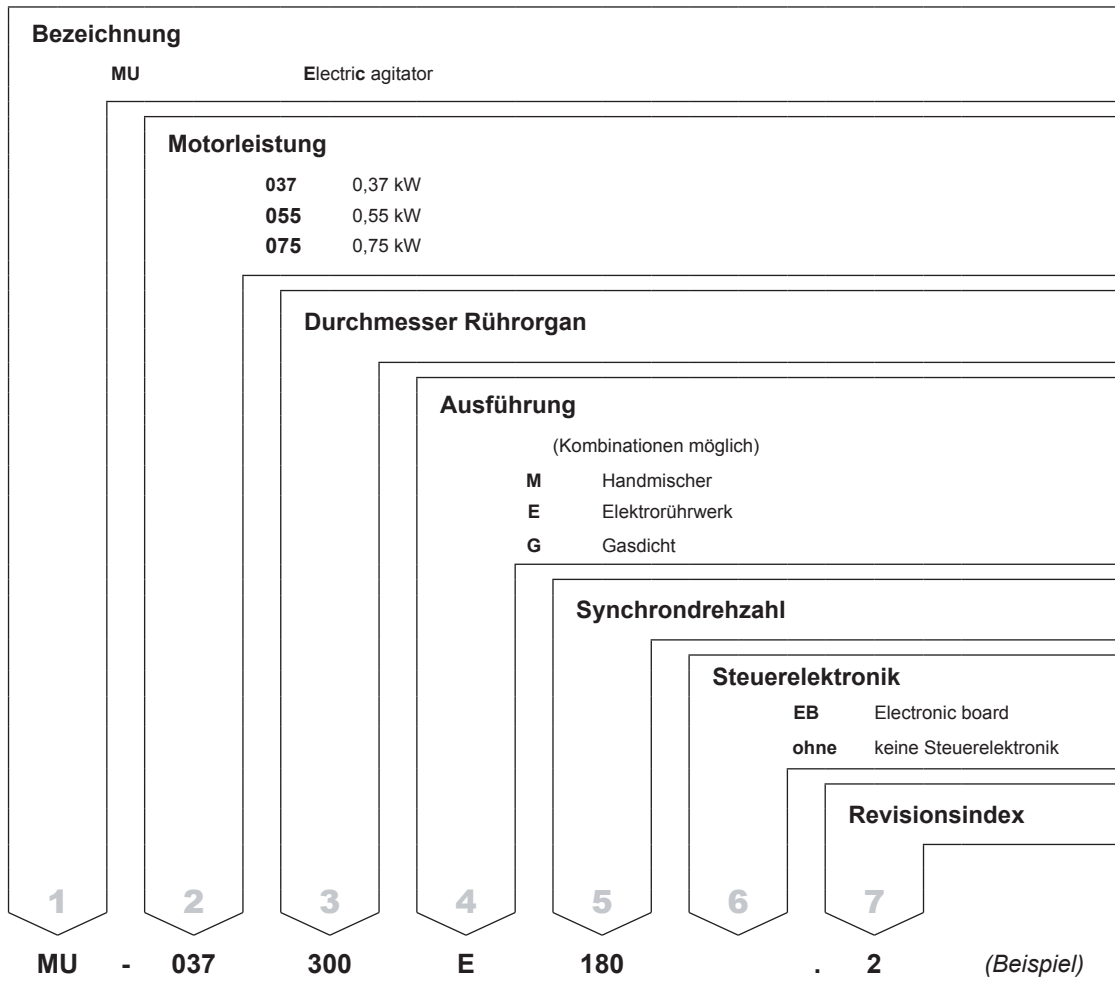 Bezeichnung
MU Electric agitator
Motorleistung
037 0,37 kW
055 0,55 kW
075 0,75 kW
Durchmesser Rührorgan
Ausführung
(Kombinationen möglich)
M Handmischer
E Elektrorührwerk
G Gasdicht
Synchrondrehzahl
Steuerelektronik
EB Electronic board
ohne keine Steuerelektronik
Revisionsindex
1 2 3 4 5 6 7
MU - 037 300 E 180 . 2 (Beispiel)